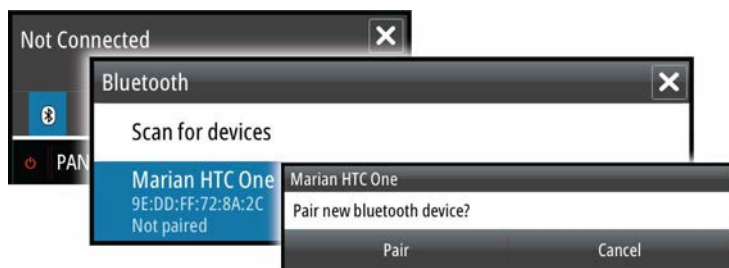 Not Connected
Bluetooth
Scan for devices
PAN
Marian HTC One
9E:DD:FF:72:8A:2C
Not paired
Marian HTC One
Pair new bluetooth device?
Pair Cancel